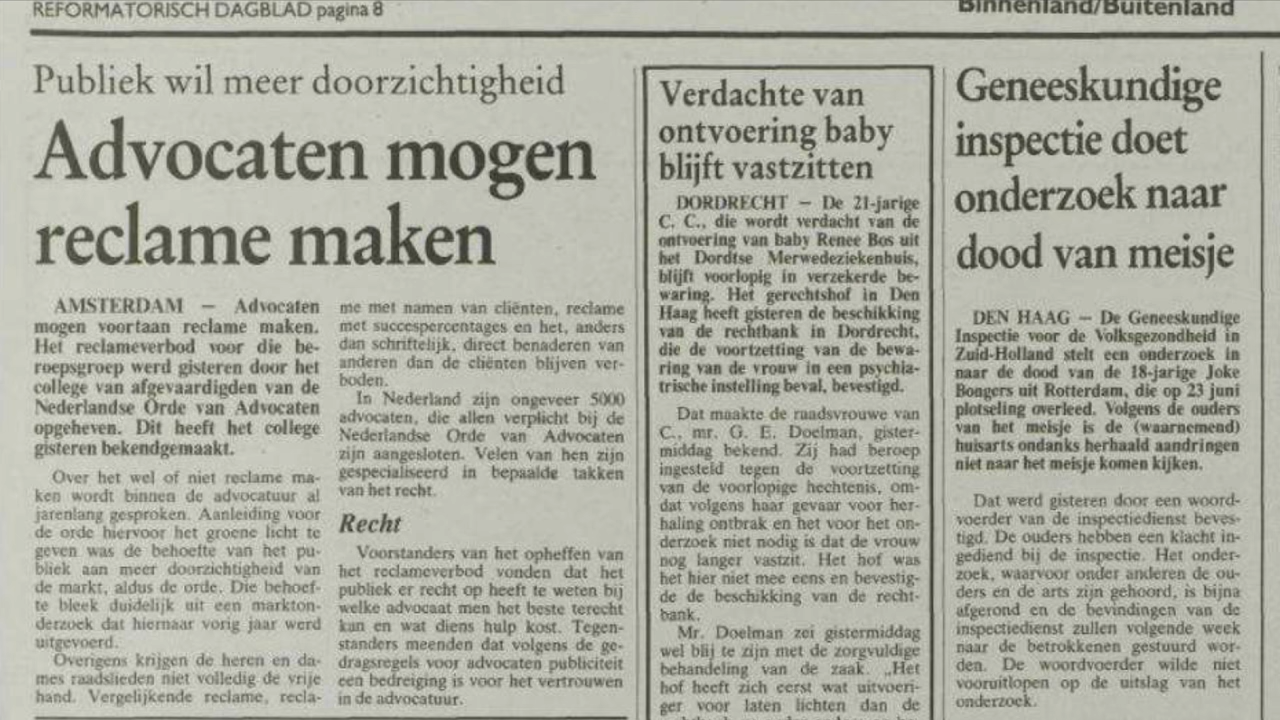 REFORMATORISCH DAGBLAD pagina 8
Binnenland/Buitenland
Publiek wil meer doorzichtigheid
Advocaten mogen
reclame maken
AMSTERDAM — Advocaten
mogen voortaan reclame maken.
Het reclameverbod voor die be-
roepsgroep werd gisteren door het
college van afgevaardigden van de
Nederlandse Orde van Advocaten
opgeheven. Dit heeft het college
gisteren bekendgemaakt.
Over het wel of niet reclame ma-
ken wordt binnen de advocatuur al
jarenlang gesproken. Aanleiding voor
de orde hiervoor het groene licht te
geven was de behoefte van het pu-
bliek aan meer doorzichtigheid van
de markt, aldus de orde. Die behoef-
te bleek duidelijk uit een markton-
derzoek dat hiernaar vorig jaar werd
uitgevoerd.
Overigens krijgen de heren en da-
mes raadslieden niet volledig de vrije
hand. Vergelijkende reclame, recla-
me met namen van cliënten, reclame
met succespercentages en het, anders
dan schriftelijk, direct benaderen van
anderen dan de cliënten blijven ver-
boden.
In Nederland zijn ongeveer 5000
advocaten, die allen verplicht bij de
Nederlandse Orde van Advocaten
zijn aangesloten. Velen van hen zijn
gespecialiseerd in bepaalde takken
van het recht.
Recht
Voorstanders van het opheffen van
het reclameverbod vonden dat het
publiek er recht op heeft te weten bij
welke advocaat men het beste terecht
kan en wat diens hulp kost. Tegen-
standers meenden dat volgens de ge-
dragsregels voor advocaten publiciteit
een bedreiging is voor het vertrouwen
in de advocatuur.
Verdachte van
ontvoering baby
blijft vastzitten
DORDRECHT — De 21-jarige
C. C., die wordt verdacht van de
ontvoering van baby Renee Bos uit
het Dordtse Merwedeziekenhuis,
blijft voorlopig in verzekerde be-
waring. Het gerechtshof in Den
Haag heeft gisteren de beschikking
van de rechtbank in Dordrecht,
die de voortzetting van de bewa-
ring van de vrouw in een psychia-
trische instelling beval, bevestigd.
Dat maakte de raadsvrouwe van
C., mr. G. E. Doelman, gister-
middag bekend. Zij had beroep
ingesteld tegen de voortzetting
van de voorlopige hechtenis, om-
dat volgens haar gevaar voor her-
haling ontbrak en het voor het on-
derzoek niet nodig is dat de vrouw
nog langer vastzit. Het hof was
het hier niet mee eens en bevestig-
de de beschikking van de recht-
bank.
Mr. Doelman zei gistermiddag
wel blij te zijn met de zorgvuldige
behandeling van de zaak. „Het
hof heeft zich eerst wat uitvoeri-
ger voor laten lichten dan de
Geneeskundige
inspectie doet
onderzoek naar
dood van meisje
DEN HAAG — De Geneeskundige
Inspectie voor de Volksgezondheid in
Zuid-Holland stelt een onderzoek in
naar de dood van de 18-jarige Joke
Bongers uit Rotterdam, die op 23 juni
plotseling overleed. Volgens de ouders
van het meisje is de (waarnemend)
huisarts ondanks herhaald aandringen
niet naar het meisje komen kijken.
Dat werd gisteren door een woord-
voerder van de inspectiedienst beves-
tigd. De ouders hebben een klacht in-
gediend bij de inspectie. Het onder-
zoek, waarvoor onder anderen de ou-
ders en de arts zijn gehoord, is bijna
afgerond en de bevindingen van de
inspectiedienst zullen volgende week
naar de betrokkenen gestuurd wor-
den. De woordvoerder wilde niet
vooruitlopen op de uitslag van het
onderzoek.